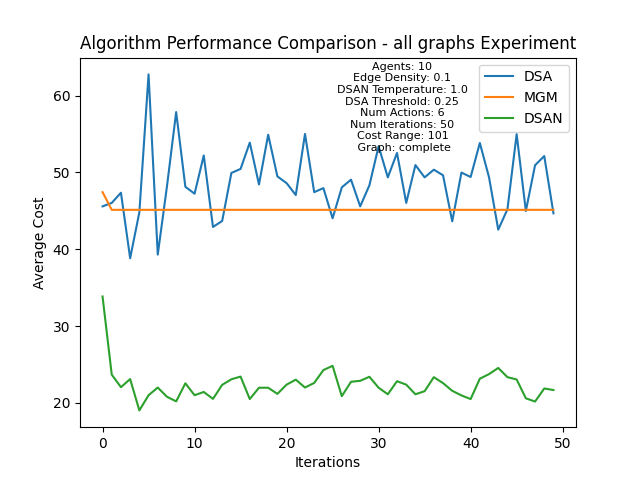 Algorithm Performance Comparison - all graphs Experiment
Agents: 10
Edge Density: 0.1
DSAN Temperature: 1.0
DSA Threshold: 0.25
Num Actions: 6
Num Iterations: 50
Cost Range: 101
Graph: complete
DSA
MGM
DSAN
Average Cost
60
50
40
30
20
0
10
20
30
40
50
Iterations